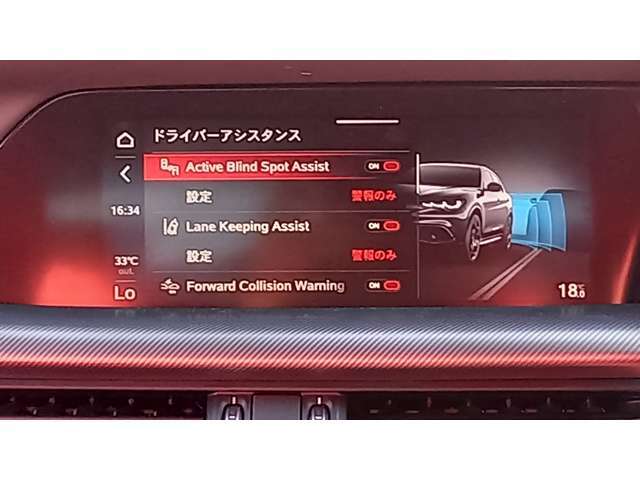 ドライバーアシスタンス
Active Blind Spot Assist ON
16:34 設定 警報のみ
Lane Keeping Assist ON
33°C 設定 警報のみ
out.
Lo Forward Collision Warning ON 18.0°C